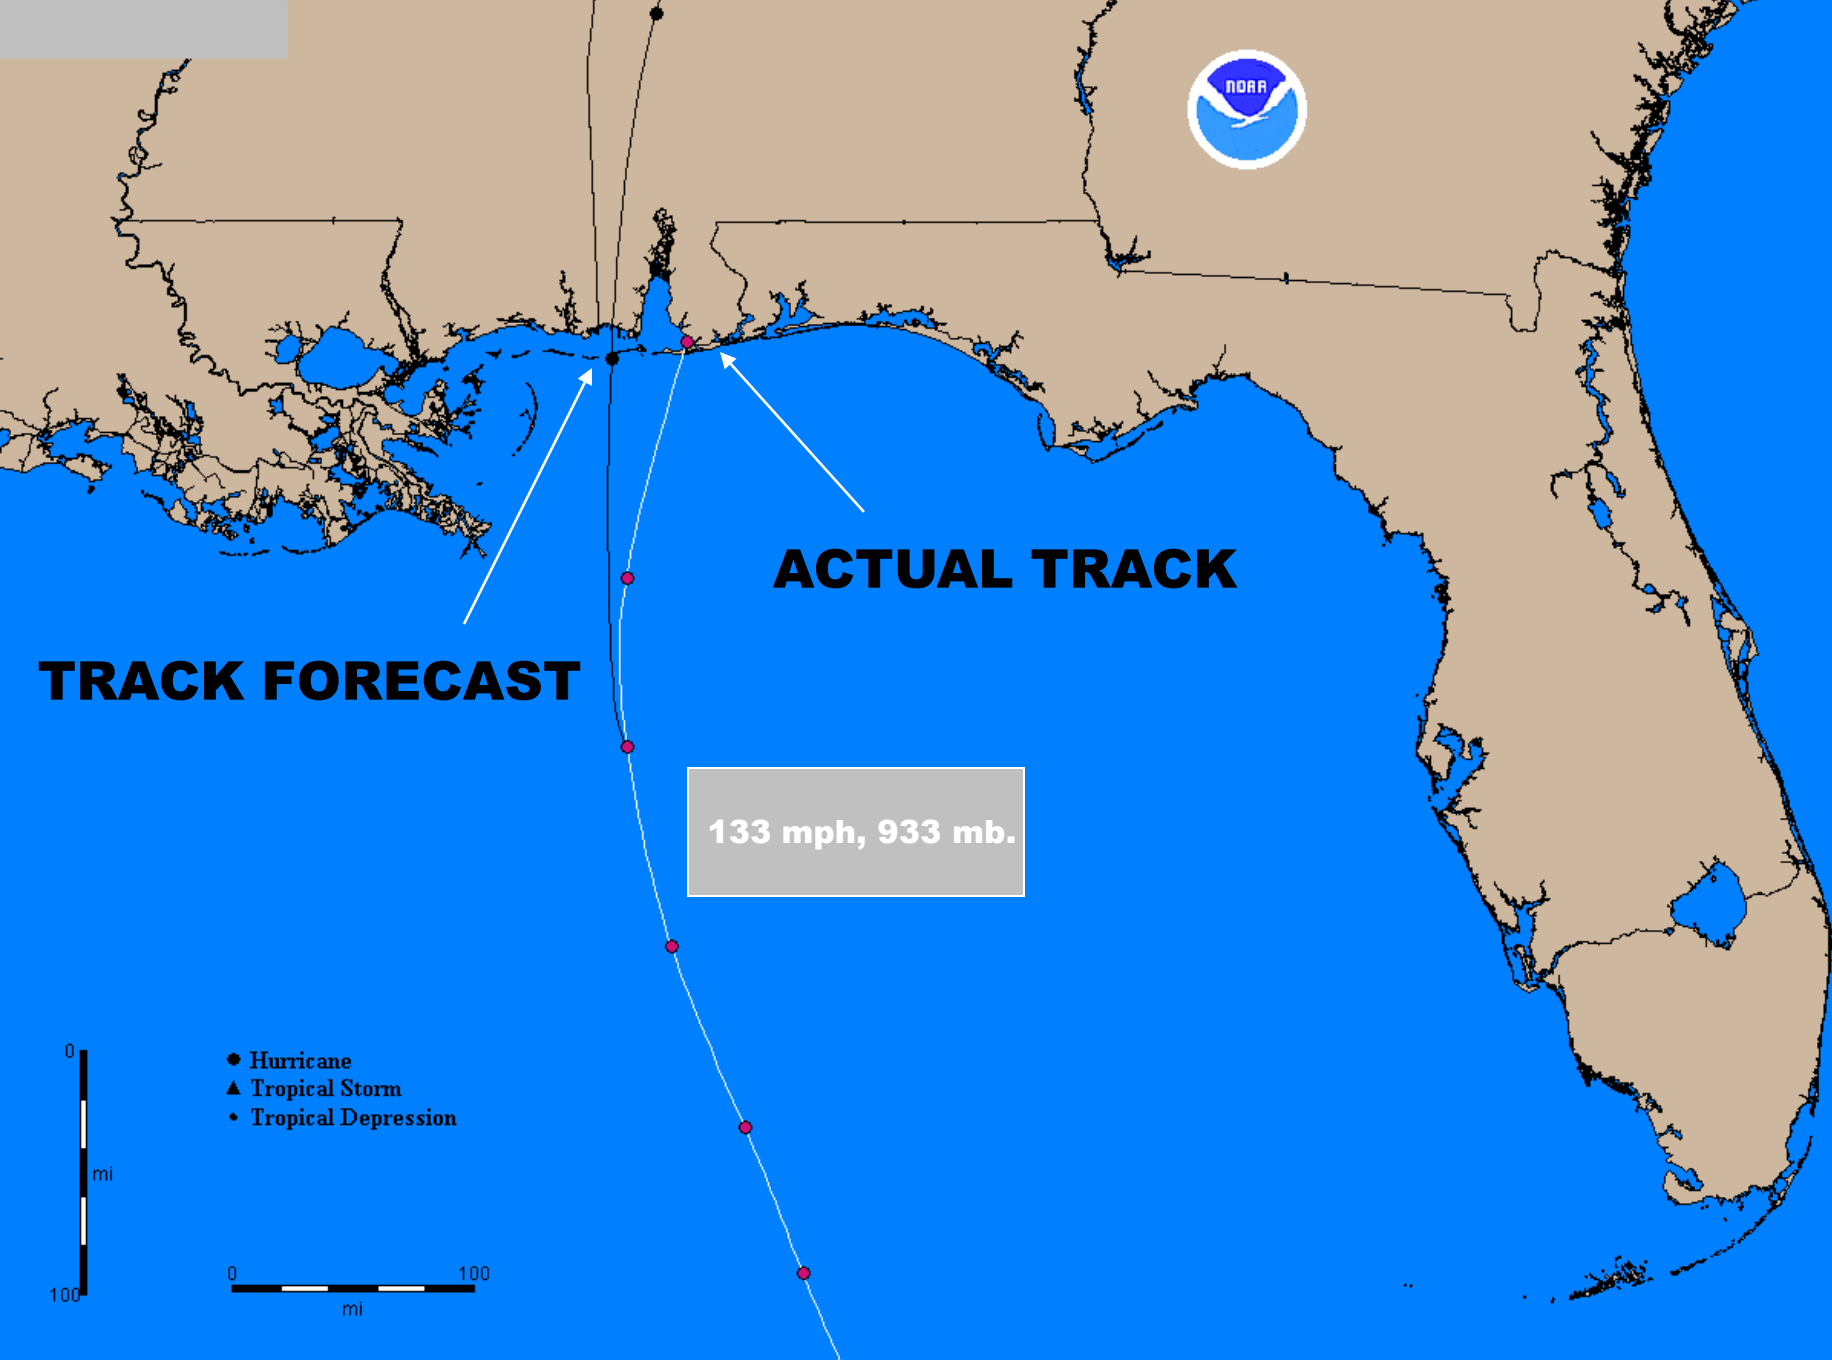 NOAA
ACTUAL TRACK
TRACK FORECAST
133 mph, 933 mb.
0
mi
100
Hurricane
Tropical Storm
Tropical Depression
0 100
mi